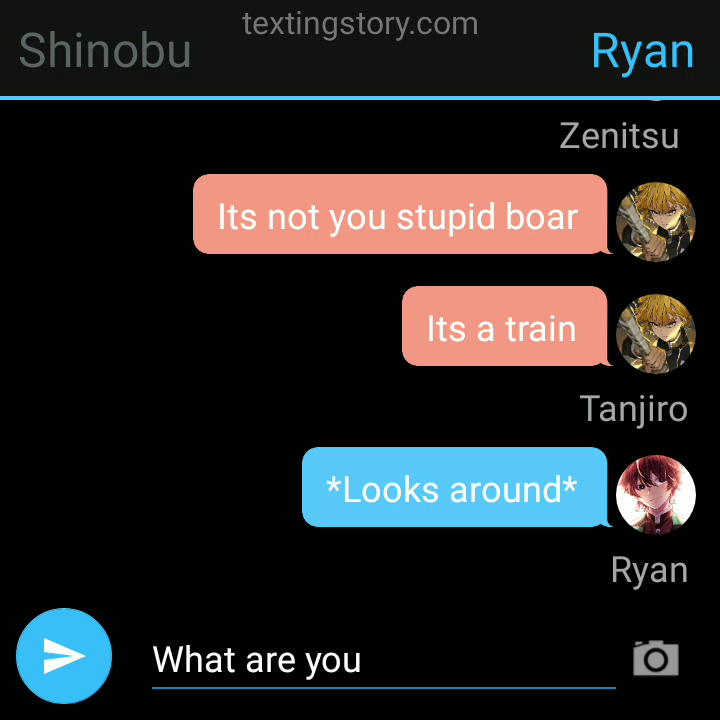 textingstory.com
Shinobu
Ryan
Zenitsu
Its not you stupid boar
Its a train
Tanjiro
*Looks around*
Ryan
What are you